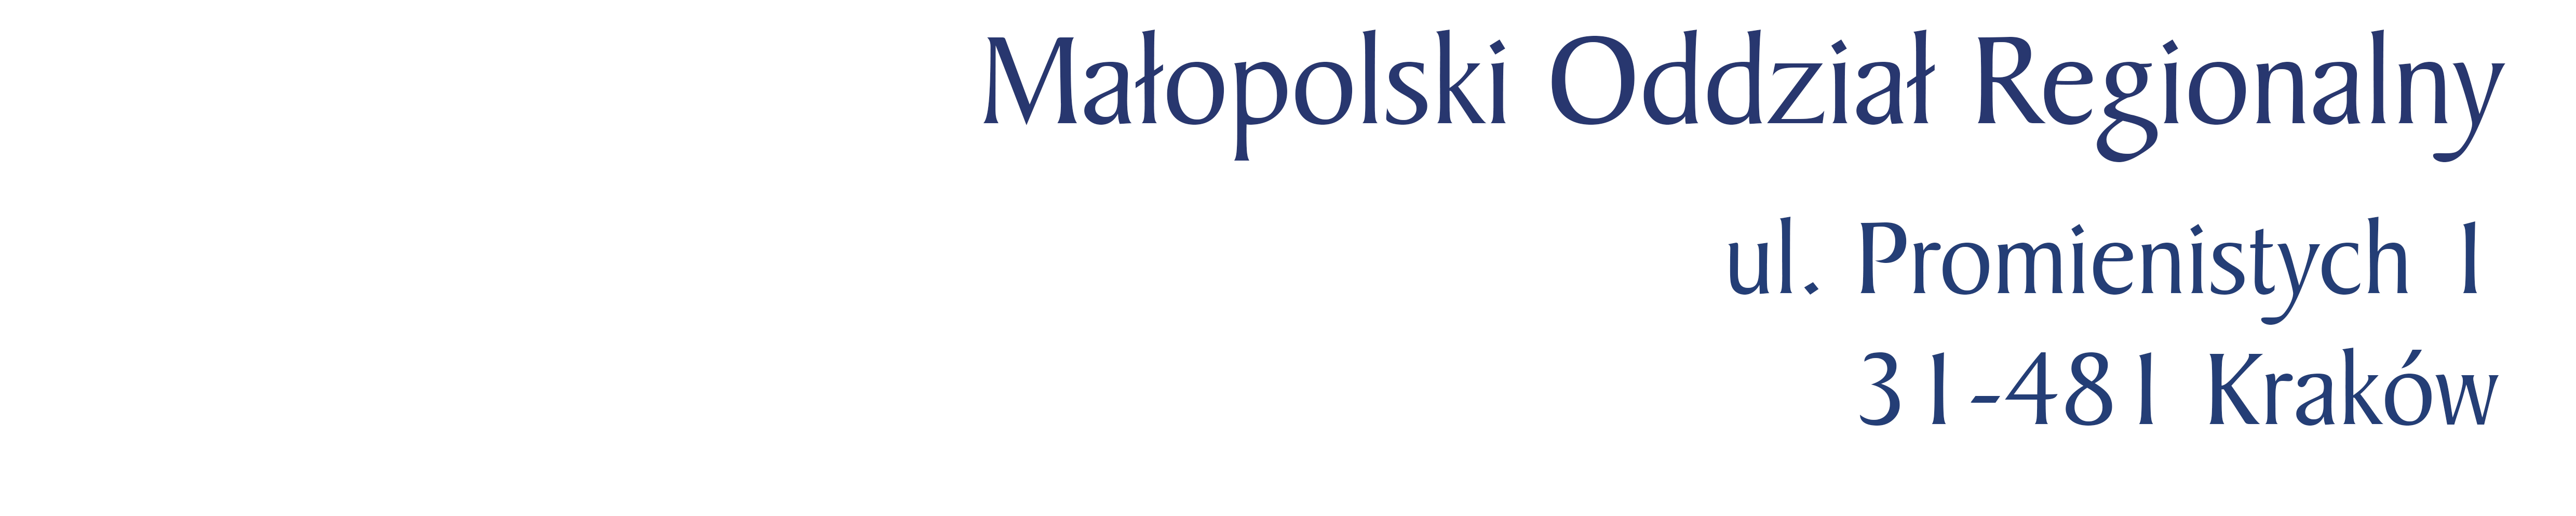 Małopolski Oddział Regionalny
ul. Promienistych 1
31-481 Kraków